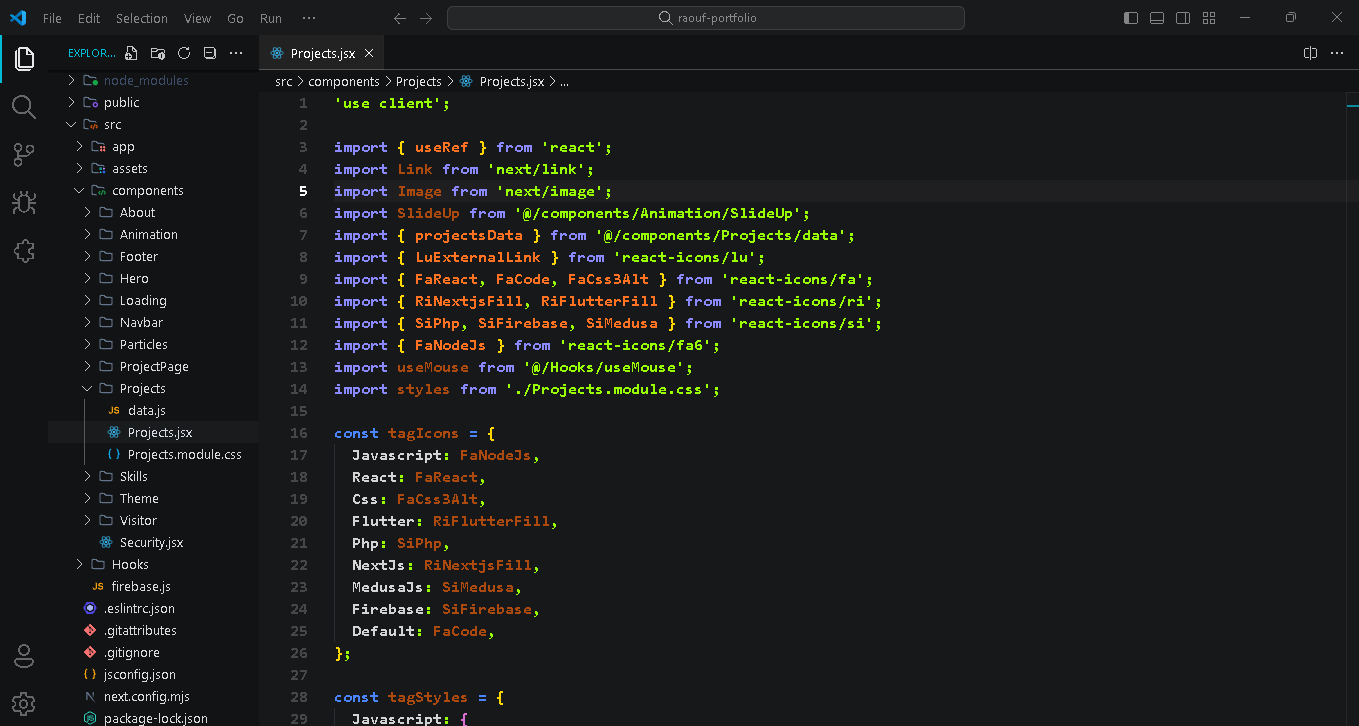 File Edit Selection View Go Run ··· raouf-portfolio
EXPLOR... ···
Projects.jsx ···
src > components > Projects > Projects.jsx > ...
node_modules
public
src
app
assets
components
About
Animation
Footer
Hero
Loading
Navbar
Particles
ProjectPage
Projects
JS data.js
Projects.jsx
{ } Projects.module.css
Skills
Theme
Visitor
Security.jsx
Hooks
JS firebase.js
.eslintrc.json
.gitattributes
.gitignore
{ } jsconfig.json
N next.config.mjs
package-lock.json
1 'use client';
2
3 import { useRef } from 'react';
4 import Link from 'next/link';
5 import Image from 'next/image';
6 import SlideUp from '@/components/Animation/SlideUp';
7 import { projectsData } from '@/components/Projects/data';
8 import { LuExternalLink } from 'react-icons/lu';
9 import { FaReact, FaCode, FaCss3Alt } from 'react-icons/fa';
10 import { RiNextjsFill, RiFlutterFill } from 'react-icons/ri';
11 import { SiPhp, SiFirebase, SiMedusa } from 'react-icons/si';
12 import { FaNodeJs } from 'react-icons/fa6';
13 import useMouse from '@/Hooks/useMouse';
14 import styles from './Projects.module.css';
15
16 const tagIcons = {
17 Javascript: FaNodeJs,
18 React: FaReact,
19 Css: FaCss3Alt,
20 Flutter: RiFlutterFill,
21 Php: SiPhp,
22 NextJs: RiNextjsFill,
23 MedusaJs: SiMedusa,
24 Firebase: SiFirebase,
25 Default: FaCode,
26 };
27
28 const tagStyles = {
29 Javascript: {